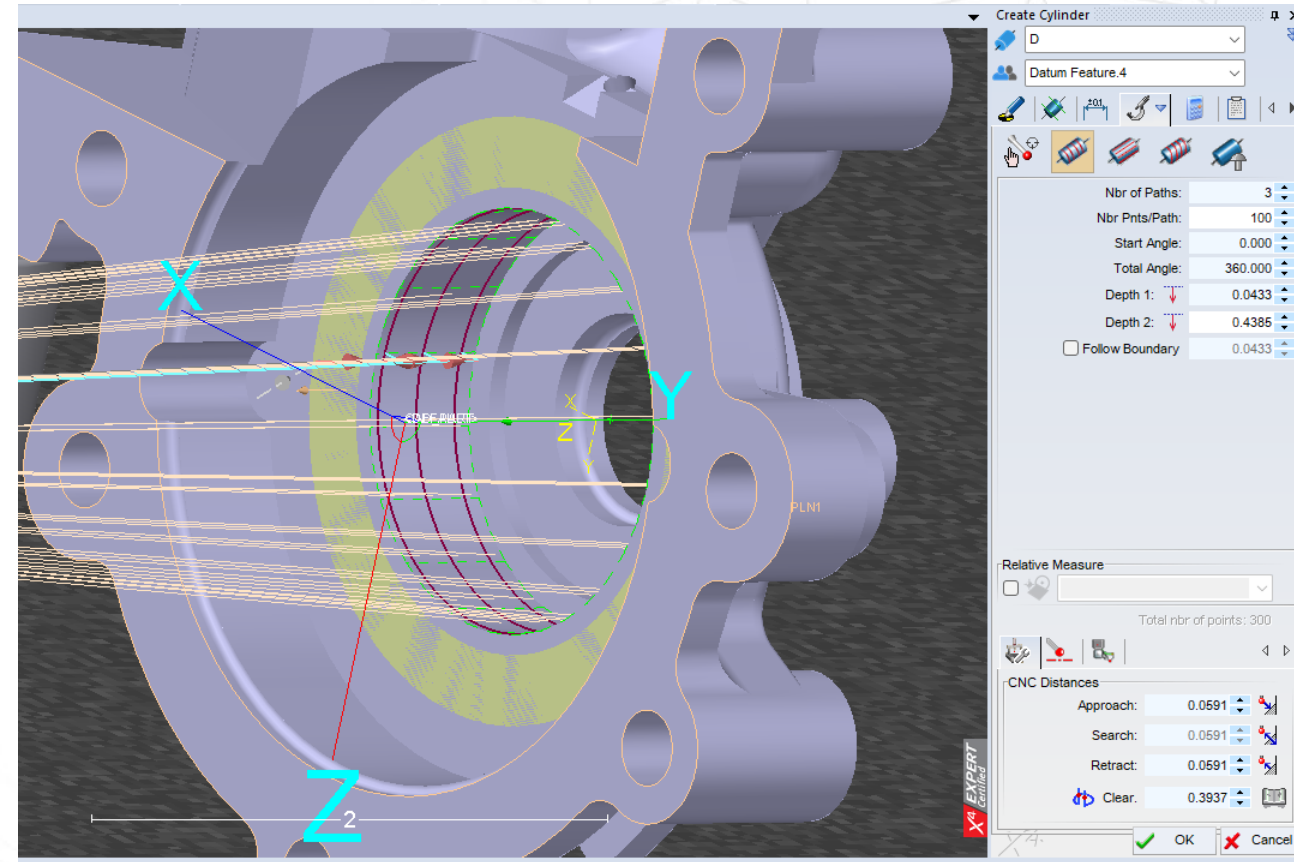 Create Cylinder
D
Datum Feature.4
Nbr of Paths: 3
Nbr Pnts/Path: 100
Start Angle: 0.000
Total Angle: 360.000
Depth 1: 0.0433
Depth 2: 0.4385
Follow Boundary 0.0433
Relative Measure
Total nbr of points: 300
CNC Distances
Approach: 0.0591
Search: 0.0591
Retract: 0.0591
Clear. 0.3937
OK
Cancel
X
Y
Z
X
Z
Y
PLN1
2
X4 EXPERT
Certified